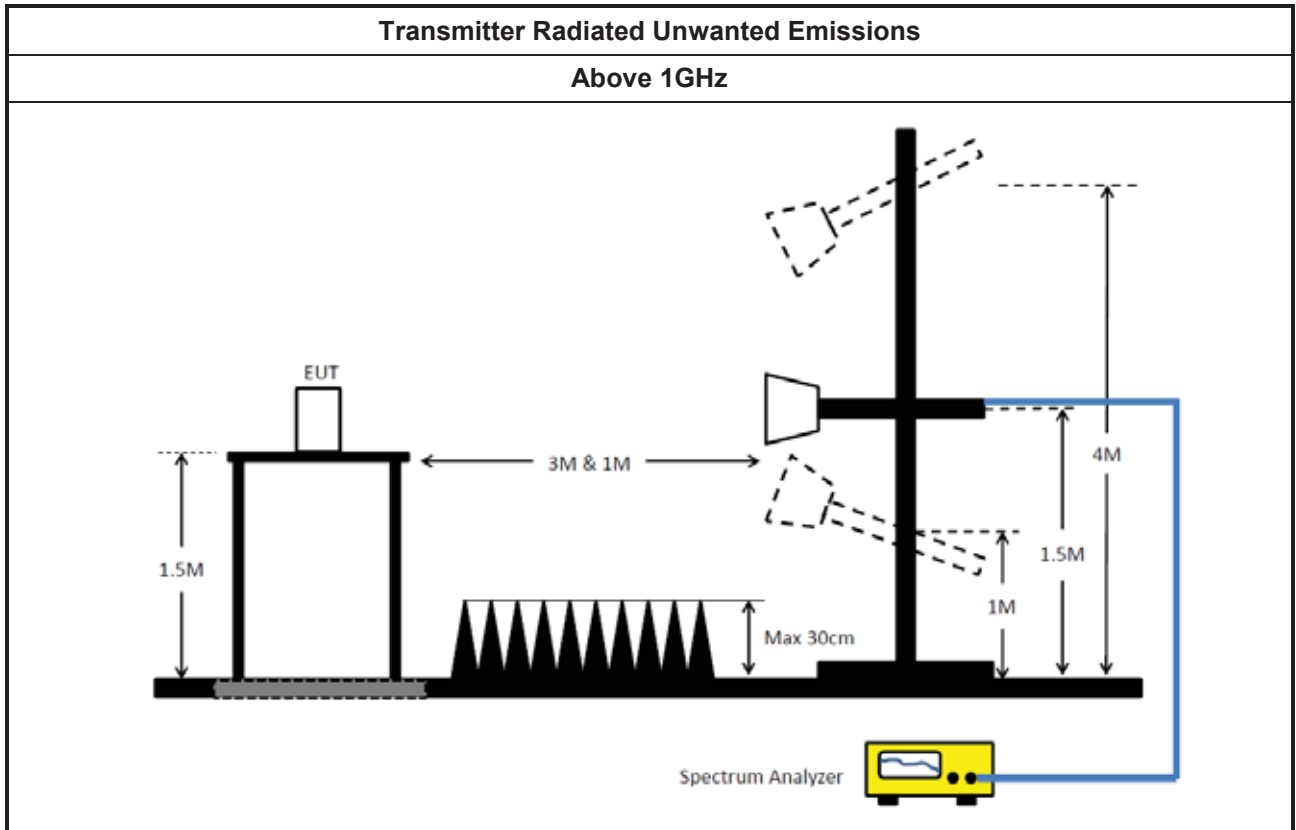 Transmitter Radiated Unwanted Emissions
Above 1GHz
EUT
3M & 1M
4M
1.5M
1.5M
1M
Max 30cm
Spectrum Analyzer